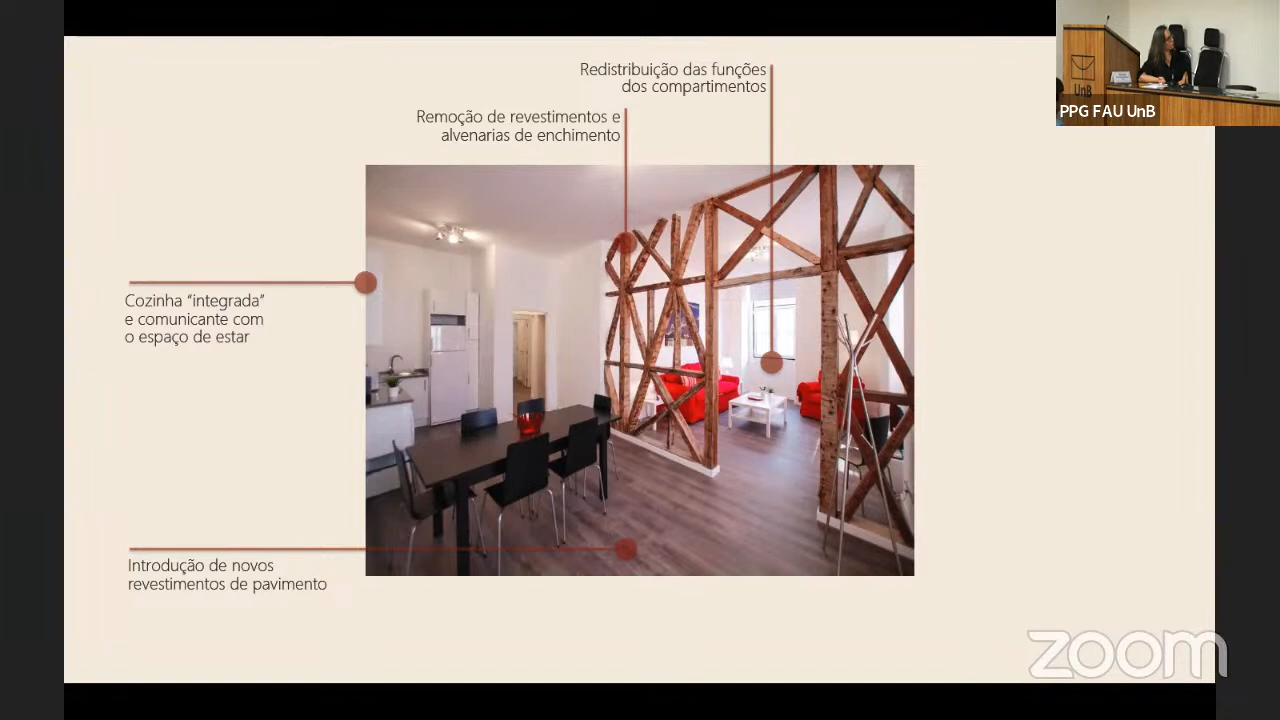 Redistribuição das funções
dos compartimentos
Remoção de revestimentos e
alvenarias de enchimento
Cozinha “integrada”
e comunicante com
o espaço de estar
Introdução de novos
revestimentos de pavimento
UnB
PPG FAU UnB
zoom